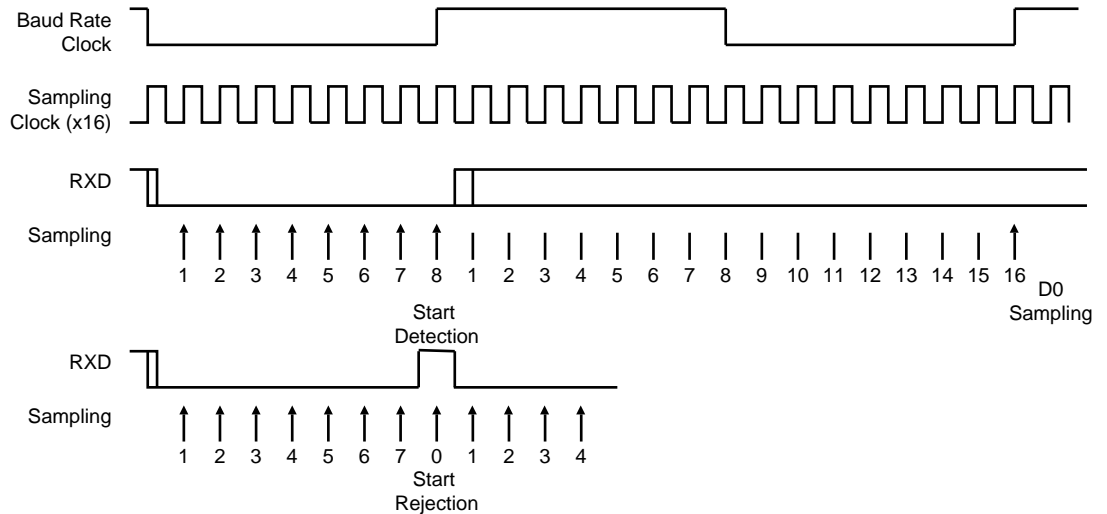 Baud Rate
Clock
Sampling
Clock (x16)
RXD
Sampling
1 2 3 4 5 6 7 8 1 2 3 4 5 6 7 8 9 10 11 12 13 14 15 16
D0
Sampling
Start
Detection
RXD
Sampling
1 2 3 4 5 6 7 0 1 2 3 4
Start
Rejection